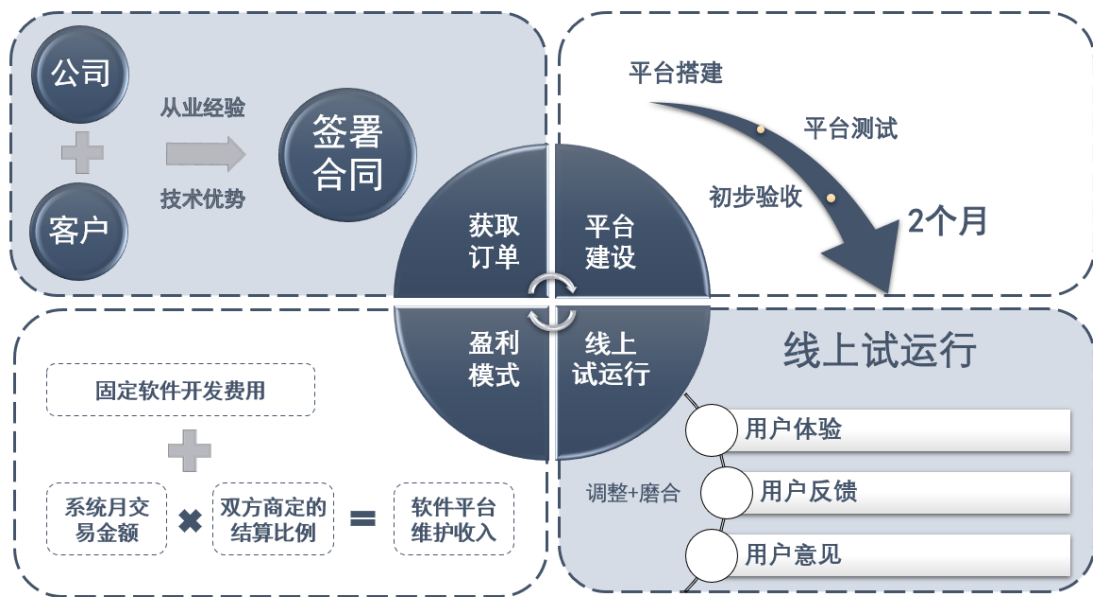 公司
客户
从业经验
技术优势
签署
合同
平台搭建
平台测试
初步验收
2个月
获取
订单
平台
建设
盈利
模式
线上
试运行
固定软件开发费用
系统月交
易金额
×
双方商定的
结算比例
=
软件平台
维护收入
线上试运行
调整+磨合
用户体验
用户反馈
用户意见